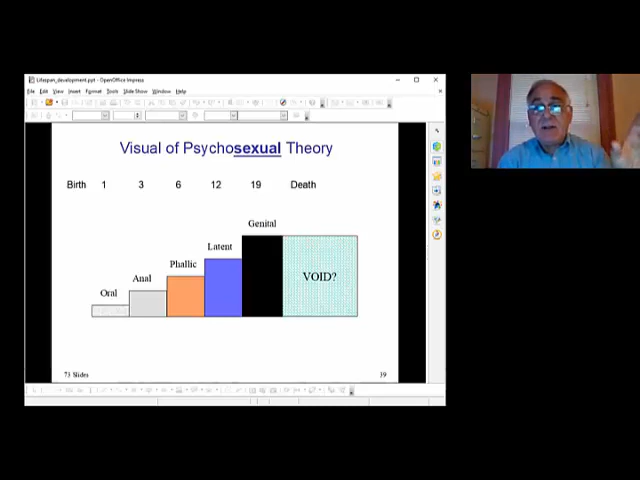 Lifespan_development.ppt - OpenOffice Impress
File Edit View Insert Format Tools Slide Show Window Help
Visual of Psychosexual Theory
Birth 1 3 6 12 19 Death
Genital
Latent
Phallic
Anal
Oral
VOID?
73 Slides 39